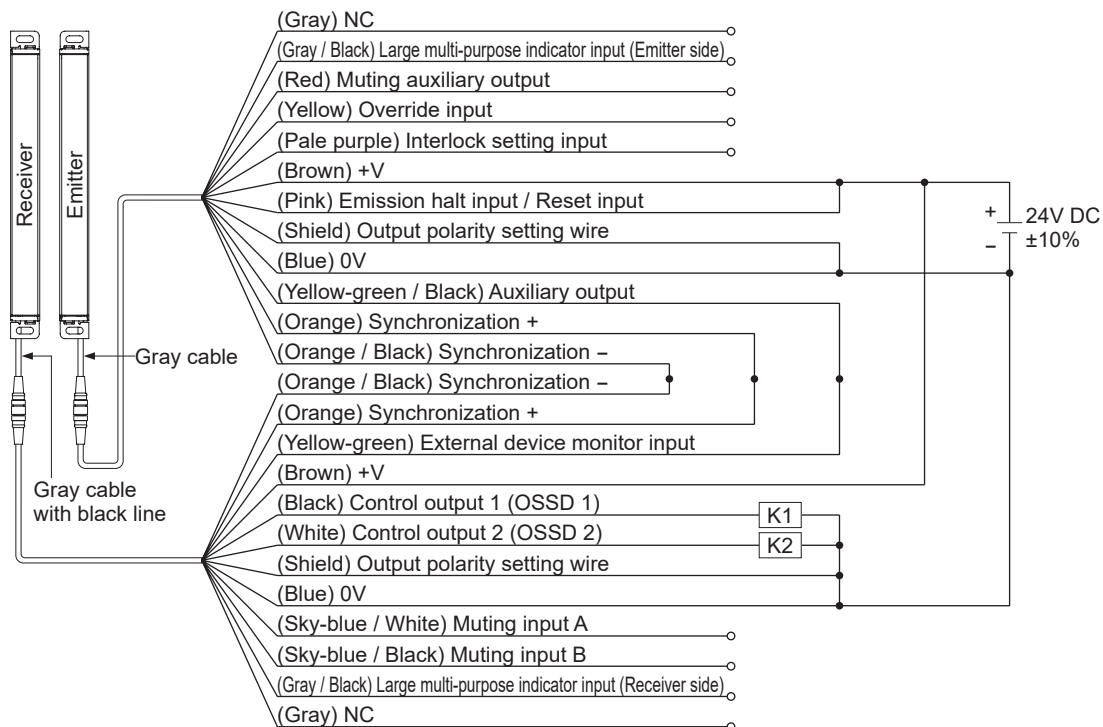 Receiver
Emitter
Gray cable
Gray cable
with black line
(Gray) NC
(Gray / Black) Large multi-purpose indicator input (Emitter side)
(Red) Muting auxiliary output
(Yellow) Override input
(Pale purple) Interlock setting input
(Brown) +V
(Pink) Emission halt input / Reset input
(Shield) Output polarity setting wire
(Blue) 0V
(Yellow-green / Black) Auxiliary output
(Orange) Synchronization +
(Orange / Black) Synchronization –
(Orange / Black) Synchronization –
(Orange) Synchronization +
(Yellow-green) External device monitor input
(Brown) +V
(Black) Control output 1 (OSSD 1)
(White) Control output 2 (OSSD 2)
(Shield) Output polarity setting wire
(Blue) 0V
(Sky-blue / White) Muting input A
(Sky-blue / Black) Muting input B
(Gray / Black) Large multi-purpose indicator input (Receiver side)
(Gray) NC
K1
K2
+
–
24V DC
±10%